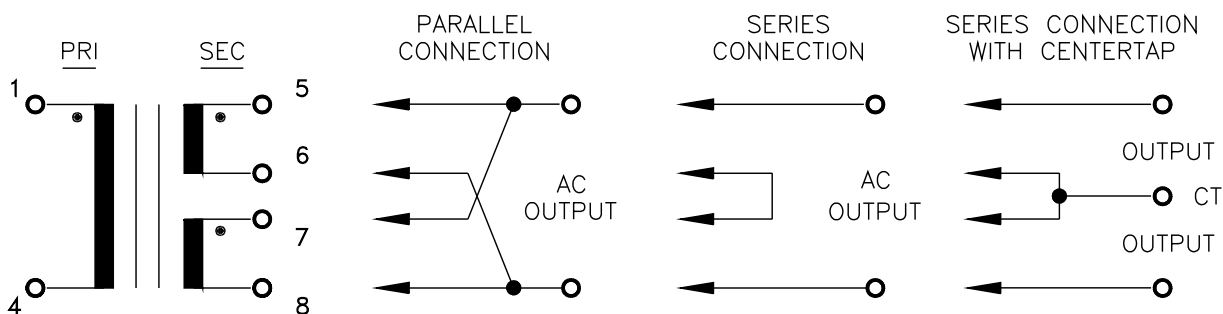 PRI
SEC
1
4
5
6
7
8
PARALLEL
CONNECTION
AC
OUTPUT
SERIES
CONNECTION
AC
OUTPUT
SERIES CONNECTION
WITH CENTERTAP
OUTPUT
CT
OUTPUT